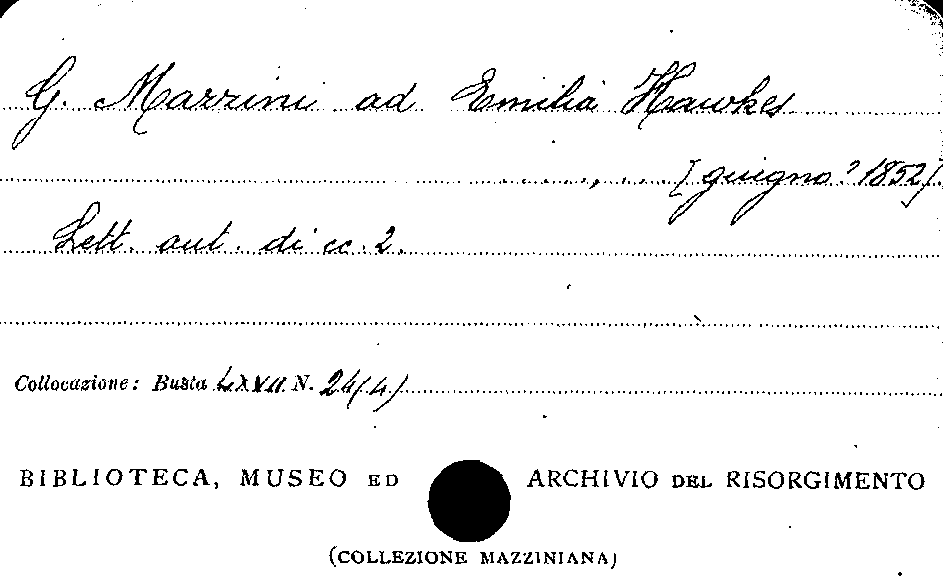 G. Mazzini ad Emilia Hawkes
[giugno? 1852].
Lett. aut. di cc. 2.
Collocazione: Busta LXVII N. 24(4)
BIBLIOTECA, MUSEO ED ARCHIVIO DEL RISORGIMENTO
(COLLEZIONE MAZZINIANA)